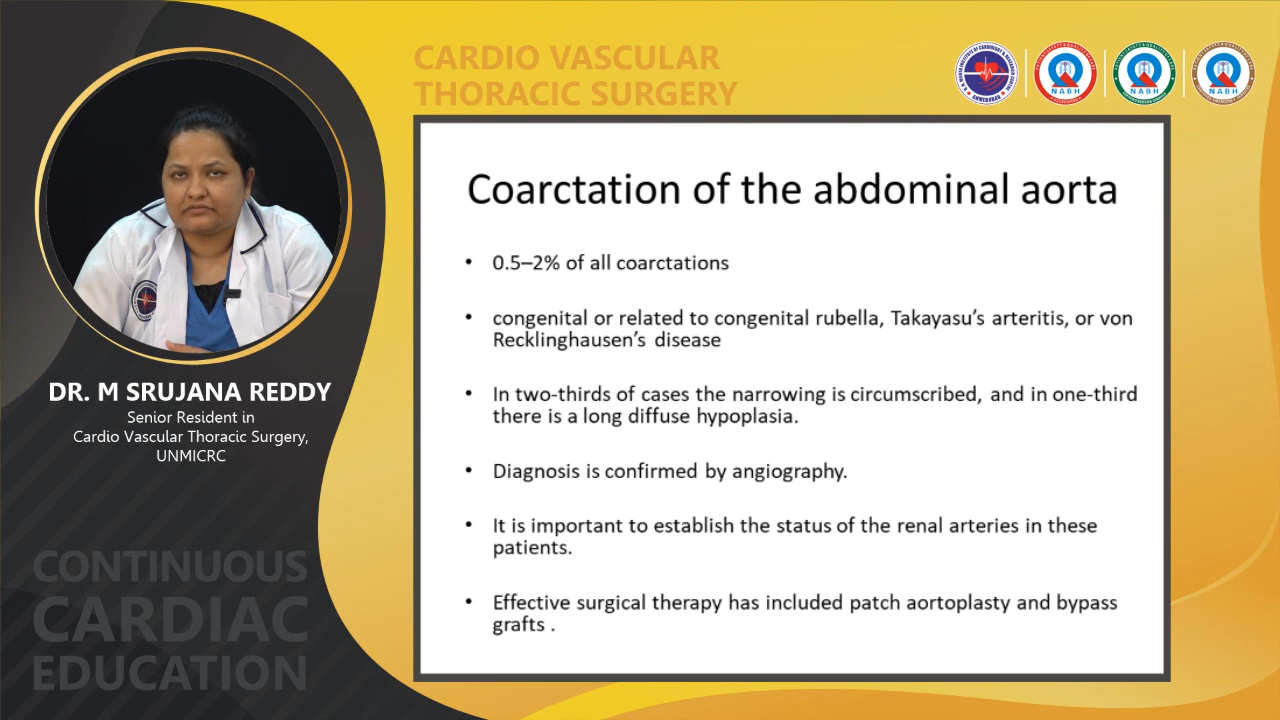 CARDIO VASCULAR
THORACIC SURGERY
NABH
NABH
NABH
Coarctation of the abdominal aorta
• 0.5–2% of all coarctations
• congenital or related to congenital rubella, Takayasu’s arteritis, or von
Recklinghausen’s disease
• In two-thirds of cases the narrowing is circumscribed, and in one-third
there is a long diffuse hypoplasia.
• Diagnosis is confirmed by angiography.
• It is important to establish the status of the renal arteries in these
patients.
• Effective surgical therapy has included patch aortoplasty and bypass
grafts .
DR. M SRUJANA REDDY
Senior Resident in
Cardio Vascular Thoracic Surgery,
UNMICRC
CONTINUOUS
CARDIAC
EDUCATION